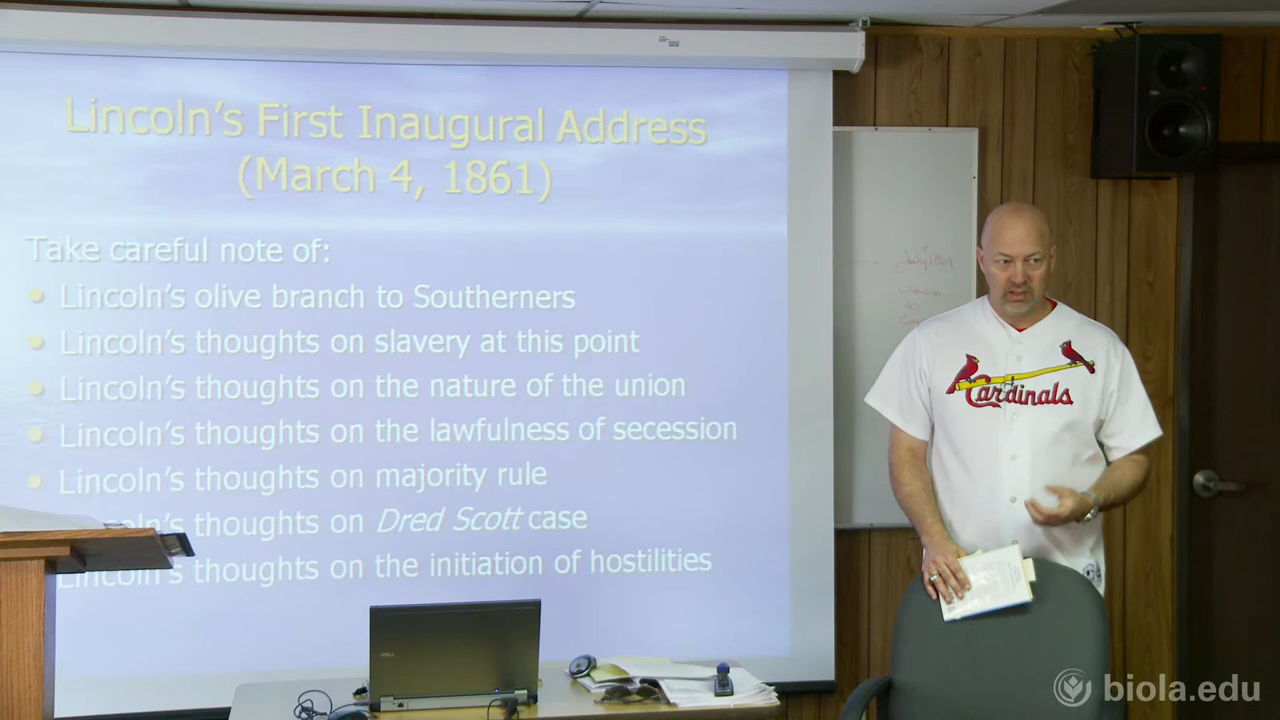 Lincoln's First Inaugural Address
(March 4, 1861)
Take careful note of:
Lincoln's olive branch to Southerners
Lincoln's thoughts on slavery at this point
Lincoln's thoughts on the nature of the union
Lincoln's thoughts on the lawfulness of secession
Lincoln's thoughts on majority rule
thoughts on Dred Scott case
Lincoln's thoughts on the initiation of hostilities
Cardinals
DELL
biola.edu